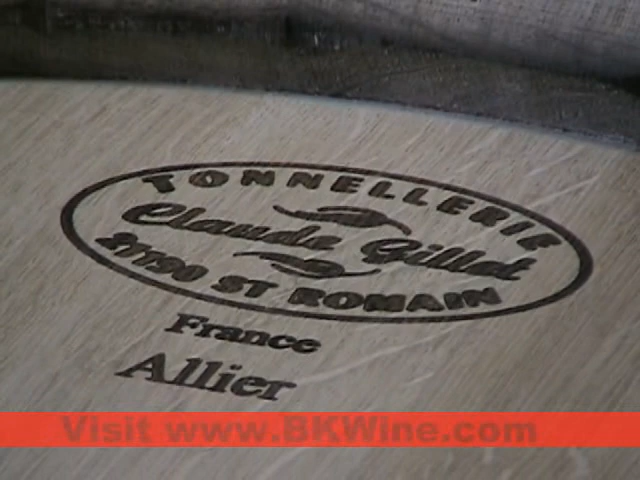 TONNELLERIE
Claude Gillet
21190 ST ROMAIN
France
Allier
Visit www.BKWine.com